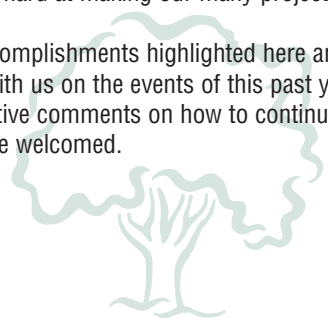 hard at making our many project
omplishments highlighted here an
ith us on the events of this past y
tive comments on how to continu
e welcomed.